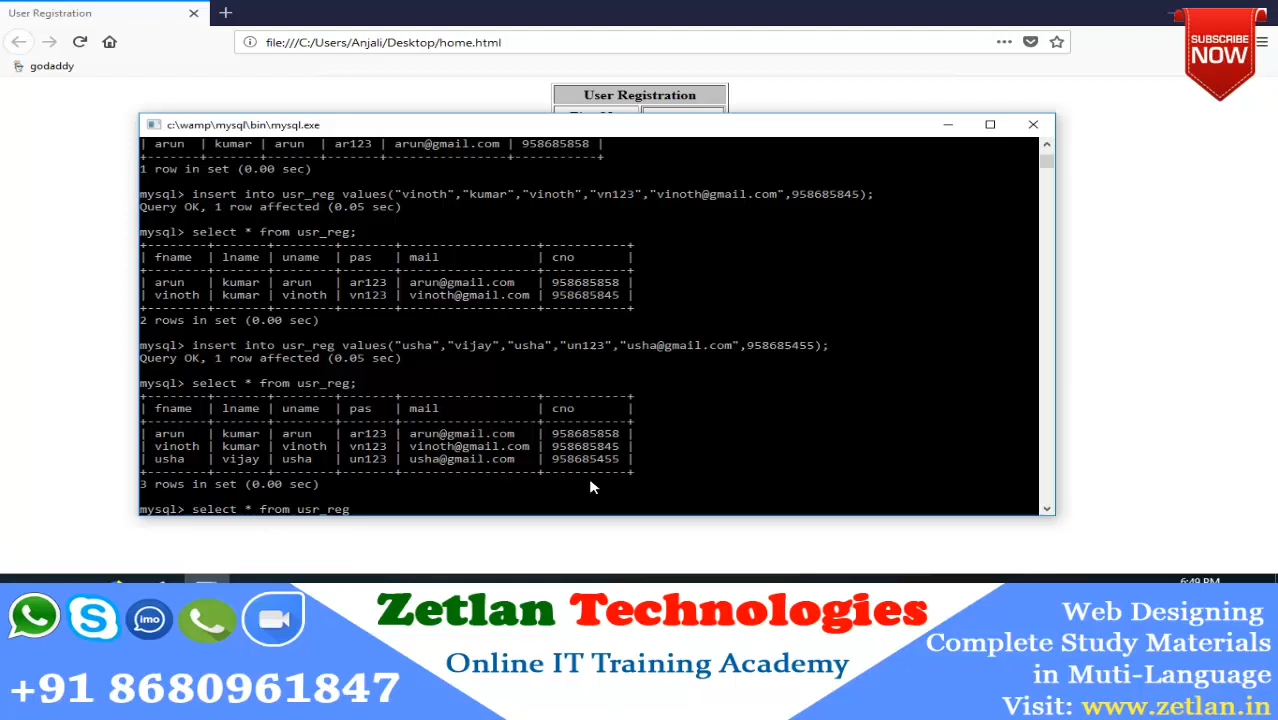 User Registration
file:///C:/Users/Anjali/Desktop/home.html
SUBSCRIBE
NOW
godaddy
User Registration
c:\wamp\mysql\bin\mysql.exe
| arun   | kumar | arun   | ar123 | arun@gmail.com   | 958685858 |
+--------+-------+--------+-------+------------------+-----------+
1 row in set (0.00 sec)
mysql> insert into usr_reg values("vinoth","kumar","vinoth","vn123","vinoth@gmail.com",958685845);
Query OK, 1 row affected (0.05 sec)
mysql> select * from usr_reg;
+--------+-------+--------+-------+------------------+-----------+
| fname  | lname | uname  | pas   | mail             | cno       |
+--------+-------+--------+-------+------------------+-----------+
| arun   | kumar | arun   | ar123 | arun@gmail.com   | 958685858 |
| vinoth | kumar | vinoth | vn123 | vinoth@gmail.com | 958685845 |
+--------+-------+--------+-------+------------------+-----------+
2 rows in set (0.00 sec)
mysql> insert into usr_reg values("usha","vijay","usha","un123","usha@gmail.com",958685455);
Query OK, 1 row affected (0.05 sec)
mysql> select * from usr_reg;
+--------+-------+--------+-------+------------------+-----------+
| fname  | lname | uname  | pas   | mail             | cno       |
+--------+-------+--------+-------+------------------+-----------+
| arun   | kumar | arun   | ar123 | arun@gmail.com   | 958685858 |
| vinoth | kumar | vinoth | vn123 | vinoth@gmail.com | 958685845 |
| usha   | vijay | usha   | un123 | usha@gmail.com   | 958685455 |
+--------+-------+--------+-------+------------------+-----------+
3 rows in set (0.00 sec)
mysql> select * from usr_reg
6:49 PM
imo
Zetlan Technologies
Online IT Training Academy
+91 8680961847
Web Designing
Complete Study Materials
in Muti-Language
Visit: www.zetlan.in